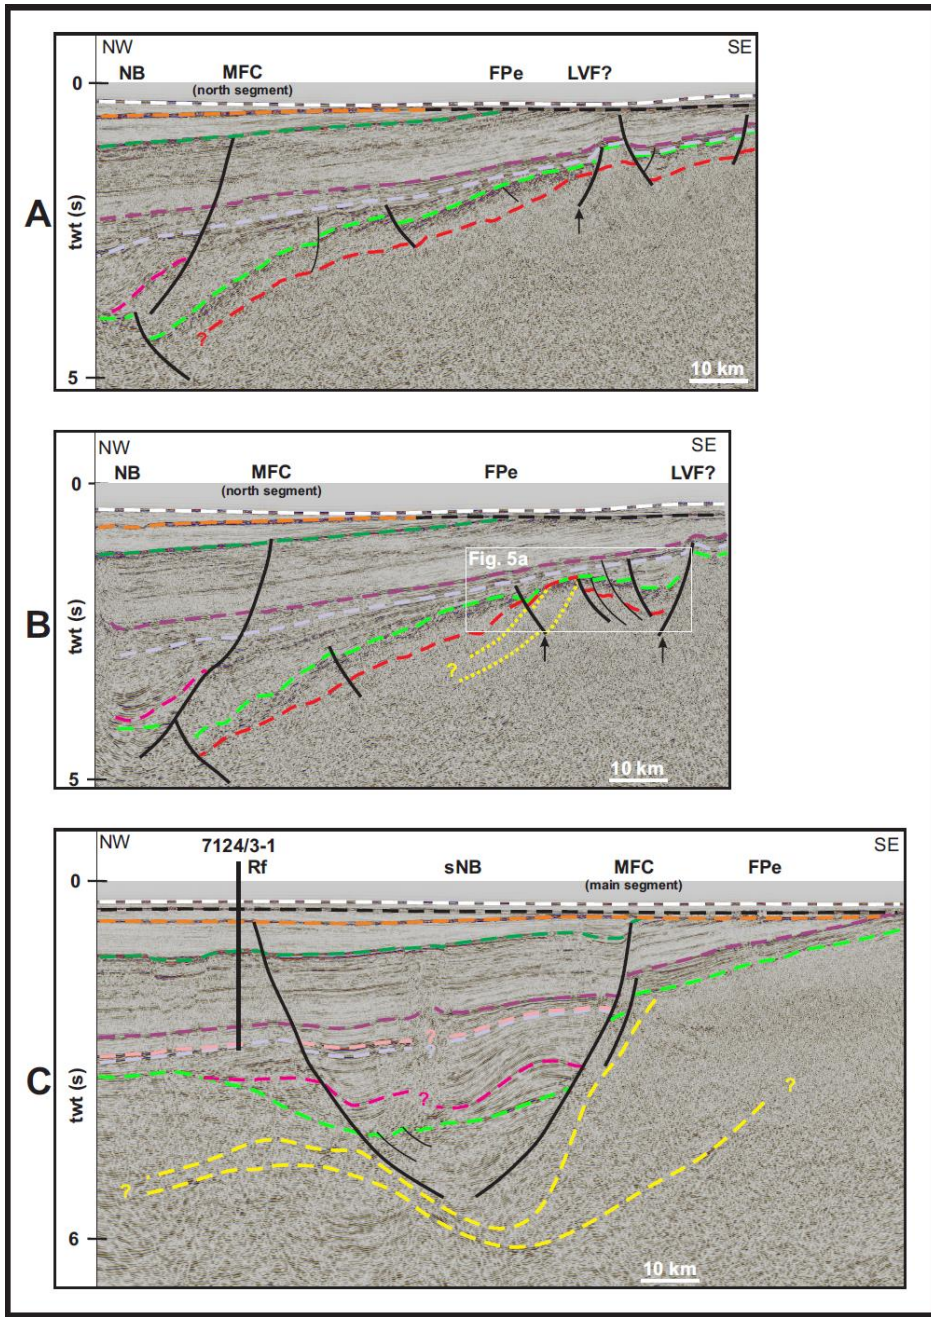 A
NW
SE
NB
MFC
(north segment)
FPe
LVF?
0
twt (s)
5
?
10 km
B
NW
SE
NB
MFC
(north segment)
FPe
LVF?
0
twt (s)
5
Fig. 5a
?
10 km
C
NW
SE
7124/3-1
Rf
sNB
MFC
(main segment)
FPe
0
twt (s)
6
?
?
?
?
?
10 km